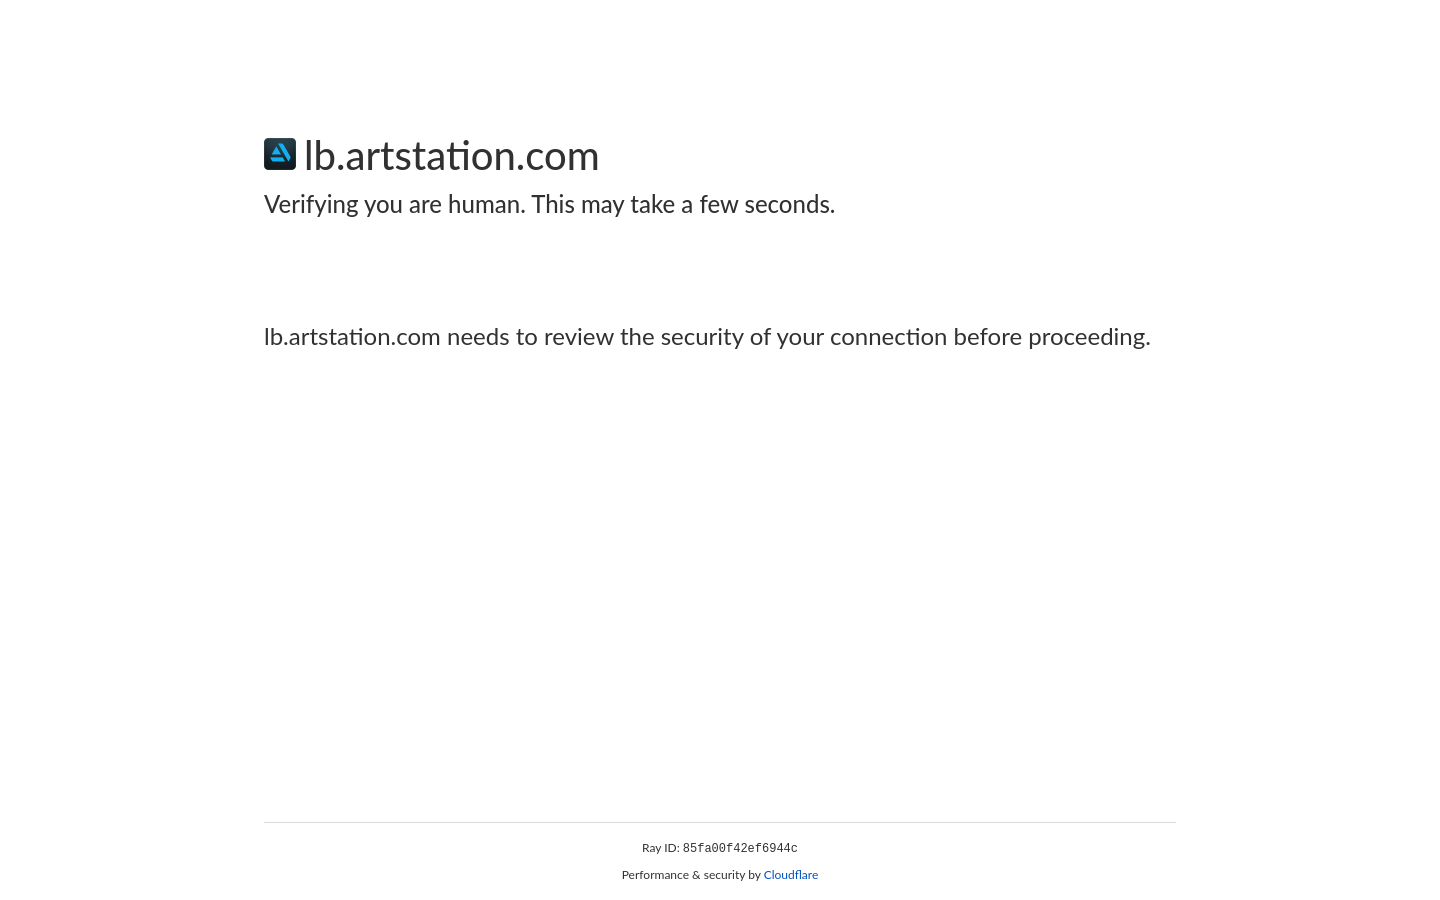 lb.artstation.com
Verifying you are human. This may take a few seconds.
lb.artstation.com needs to review the security of your connection before proceeding.
Ray ID: 85fa00f42ef6944c
Performance & security by Cloudflare